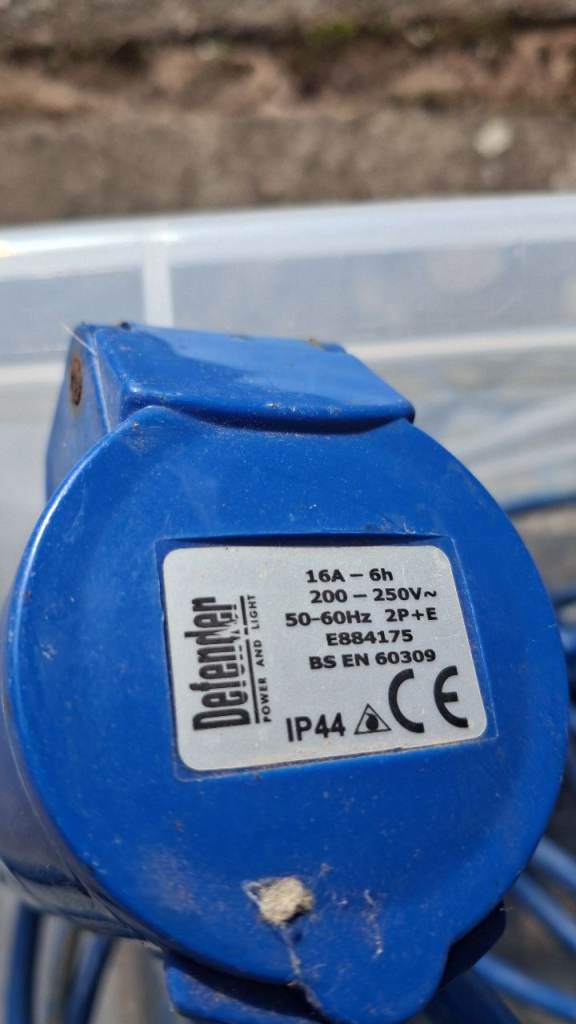 Defender
POWER AND LIGHT
16A – 6h
200 – 250V~
50-60Hz 2P+E
E884175
BS EN 60309
IP44 CE